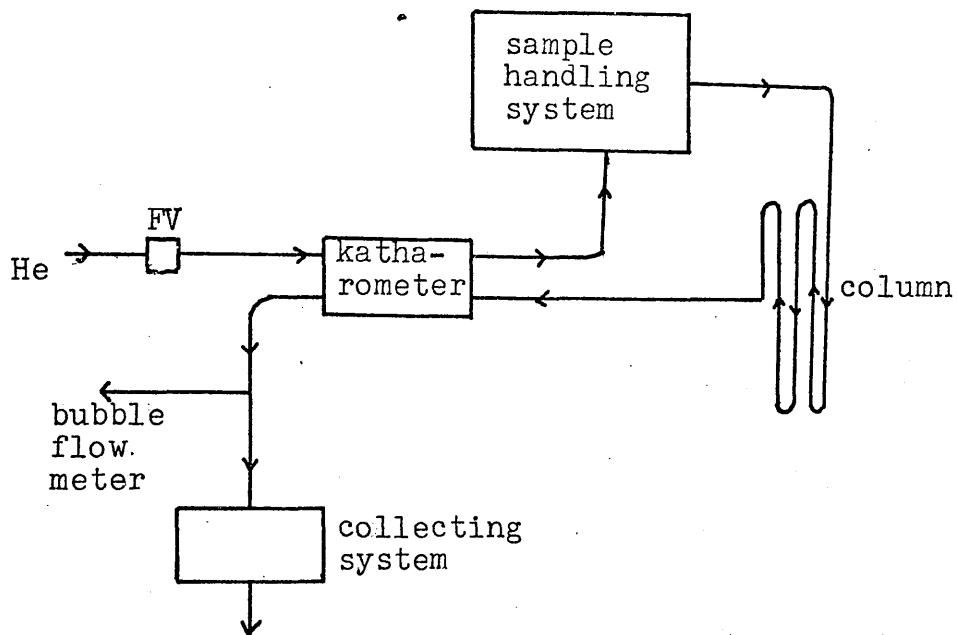 sample
handling
system
FV
He
katha-
rometer
column
bubble
flow.
meter
collecting
system